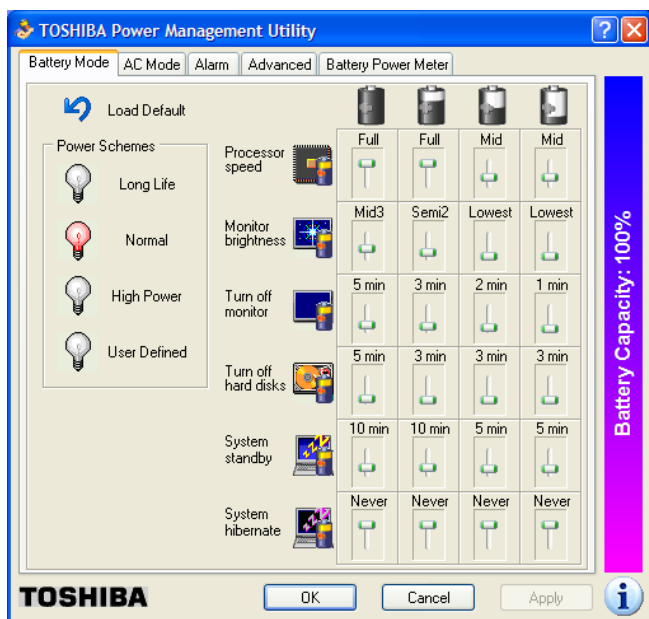 TOSHIBA Power Management Utility
Battery Mode AC Mode Alarm Advanced Battery Power Meter
Load Default
Power Schemes
Long Life
Normal
High Power
User Defined
Processor
speed
Full Full Mid Mid
Monitor
brightness
Mid3 Semi2 Lowest Lowest
Turn off
monitor
5 min 3 min 2 min 1 min
Turn off
hard disks
5 min 3 min 3 min 3 min
System
standby
10 min 10 min 5 min 5 min
System
hibernate
Never Never Never Never
Battery Capacity: 100%
TOSHIBA
OK Cancel Apply